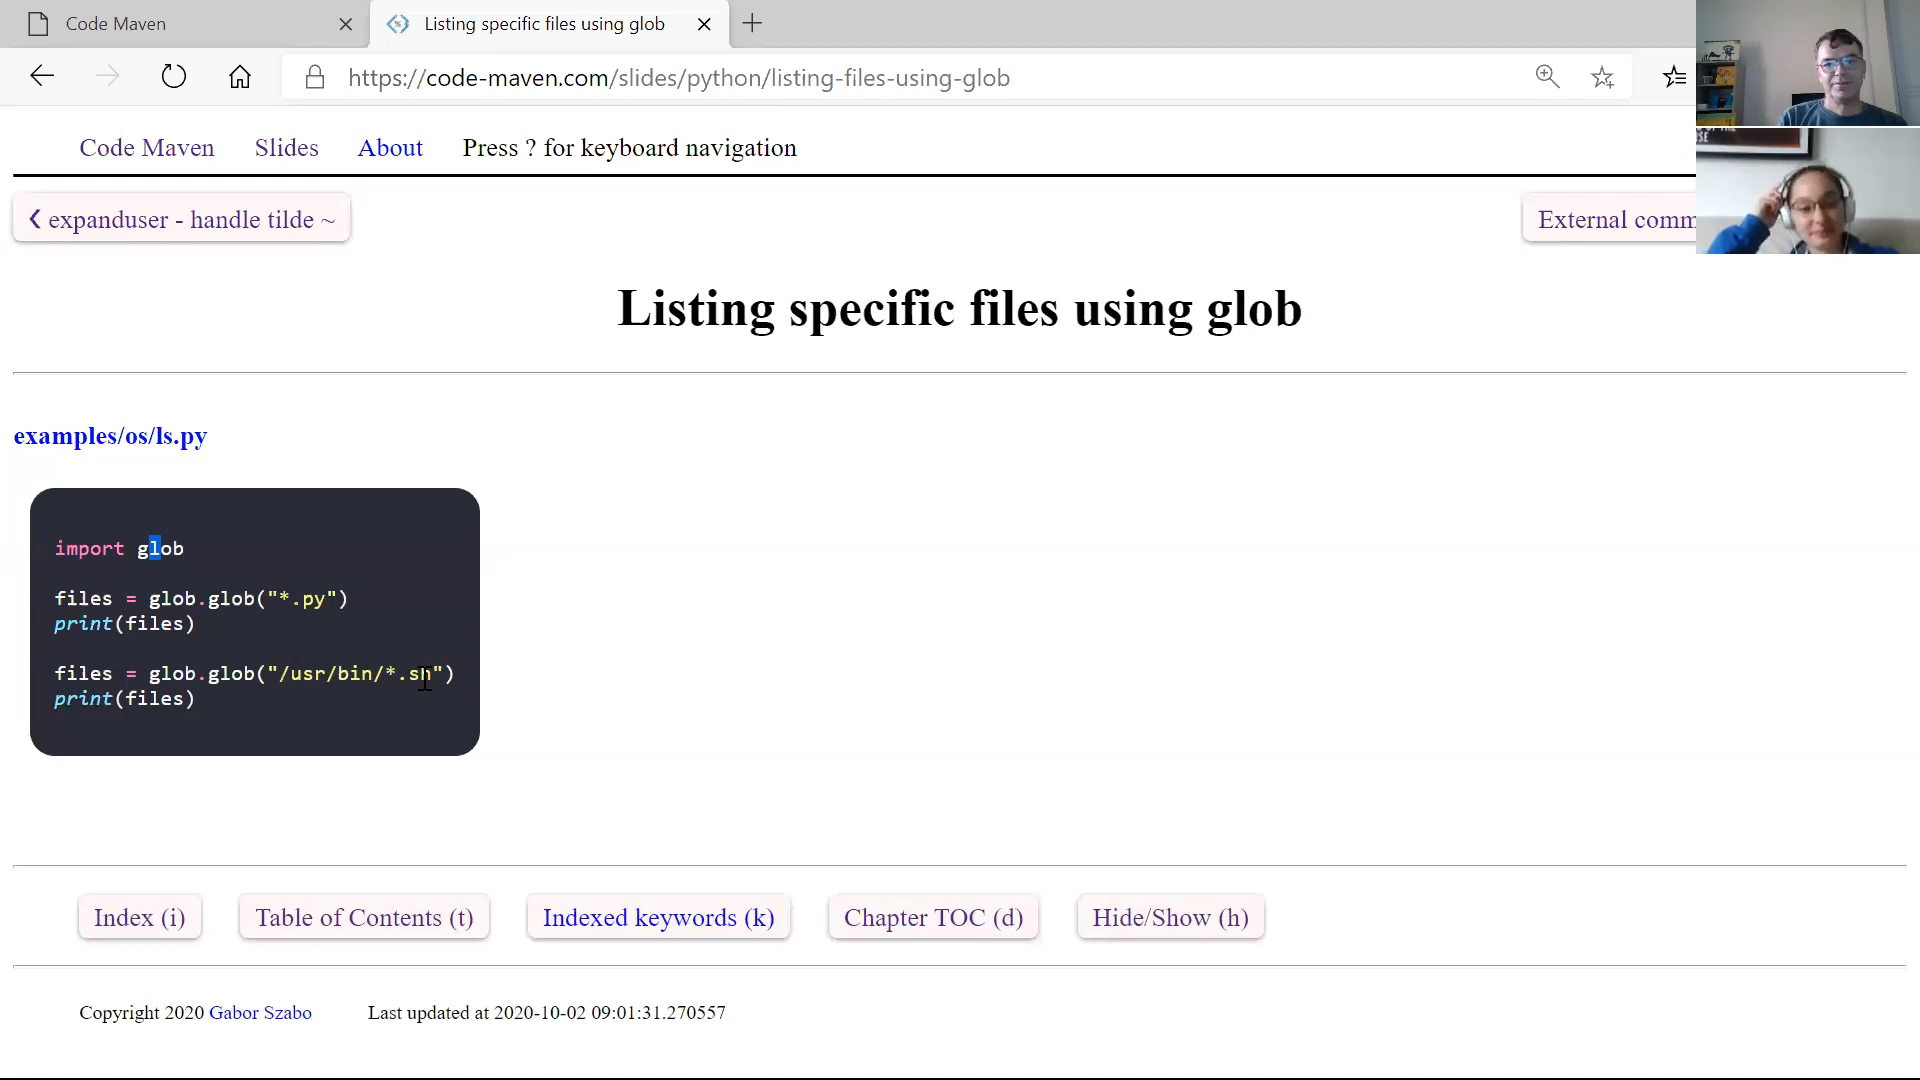 Code Maven
Listing specific files using glob
https://code-maven.com/slides/python/listing-files-using-glob
Code Maven Slides About Press ? for keyboard navigation
❮ expanduser - handle tilde ~
External comm
Listing specific files using glob
examples/os/ls.py
import glob
files = glob.glob("*.py")
print(files)
files = glob.glob("/usr/bin/*.sh")
print(files)
Index (i) Table of Contents (t) Indexed keywords (k) Chapter TOC (d) Hide/Show (h)
Copyright 2020 Gabor Szabo Last updated at 2020-10-02 09:01:31.270557